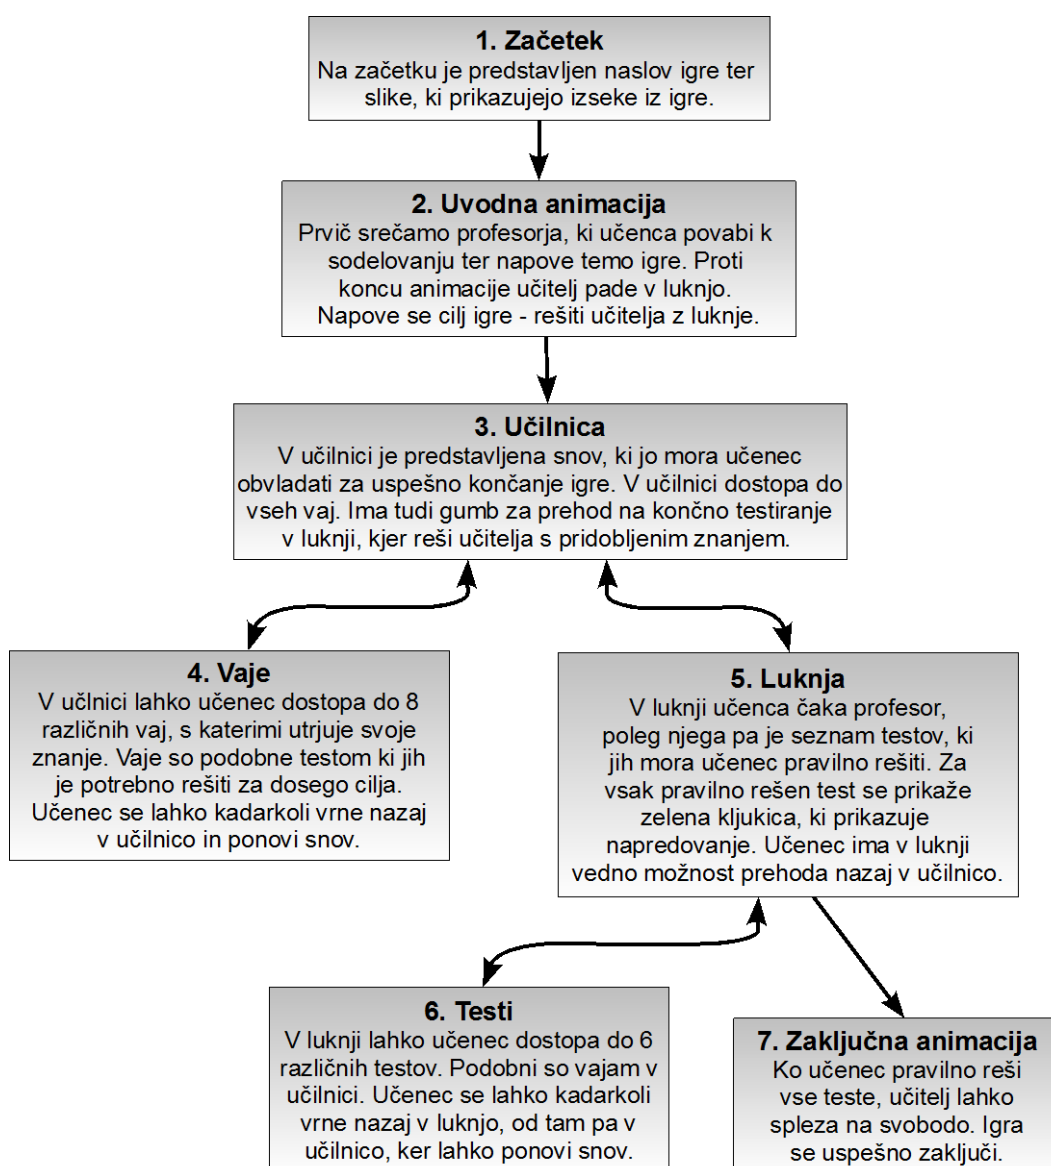 1. Začetek
Na začetku je predstavljen naslov igre ter
slike, ki prikazujejo izseke iz igre.
2. Uvodna animacija
Prvič srečamo profesorja, ki učenca povabi k
sodelovanju ter napove temo igre. Proti
koncu animacije učitelj pade v luknjo.
Napove se cilj igre - rešiti učitelja z luknje.
3. Učilnica
V učilnici je predstavljena snov, ki jo mora učenec
obvladati za uspešno končanje igre. V učilnici dostopa do
vseh vaj. Ima tudi gumb za prehod na končno testiranje
v luknji, kjer reši učitelja s pridobljenim znanjem.
4. Vaje
V učlnici lahko učenec dostopa do 8
različnih vaj, s katerimi utrjuje svoje
znanje. Vaje so podobne testom ki jih
je potrebno rešiti za dosego cilja.
Učenec se lahko kadarkoli vrne nazaj
v učilnico in ponovi snov.
5. Luknja
V luknji učenca čaka profesor,
poleg njega pa je seznam testov, ki
jih mora učenec pravilno rešiti. Za
vsak pravilno rešen test se prikaže
zelena kljukica, ki prikazuje
napredovanje. Učenec ima v luknji
vedno možnost prehoda nazaj v učilnico.
6. Testi
V luknji lahko učenec dostopa do 6
različnih testov. Podobni so vajam v
učilnici. Učenec se lahko kadarkoli
vrne nazaj v luknjo, od tam pa v
učilnico, ker lahko ponovi snov.
7. Zaključna animacija
Ko učenec pravilno reši
vse teste, učitelj lahko
spleza na svobodo. Igra
se uspešno zaključi.